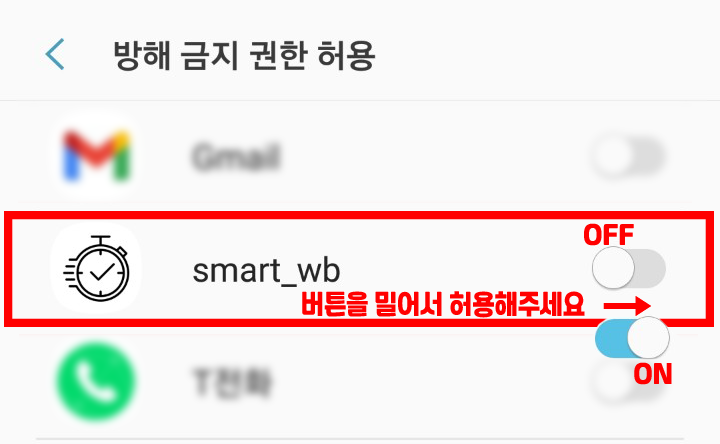 방해 금지 권한 허용
Gmail
OFF
smart_wb
버튼을 밀어서 허용해주세요
T전화
ON